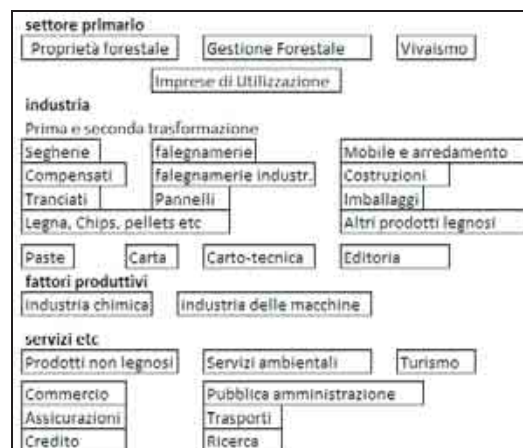 settore primario
Proprietà forestale Gestione Forestale Vivaismo
Imprese di Utilizzazione
industria
Prima e seconda trasformazione
Segherie falegnamerie Mobile e arredamento
Compensati falegnamerie industr. Costruzioni
Tranciati Pannelli Imballaggi
Legna, Chips, pellets etc Altri prodotti legnosi
Paste Carta Carto-tecnica Editoria
fattori produttivi
industria chimica industria delle macchine
servizi etc
Prodotti non legnosi Servizi ambientali Turismo
Commercio Pubblica amministrazione
Assicurazioni Trasporti
Credito Ricerca